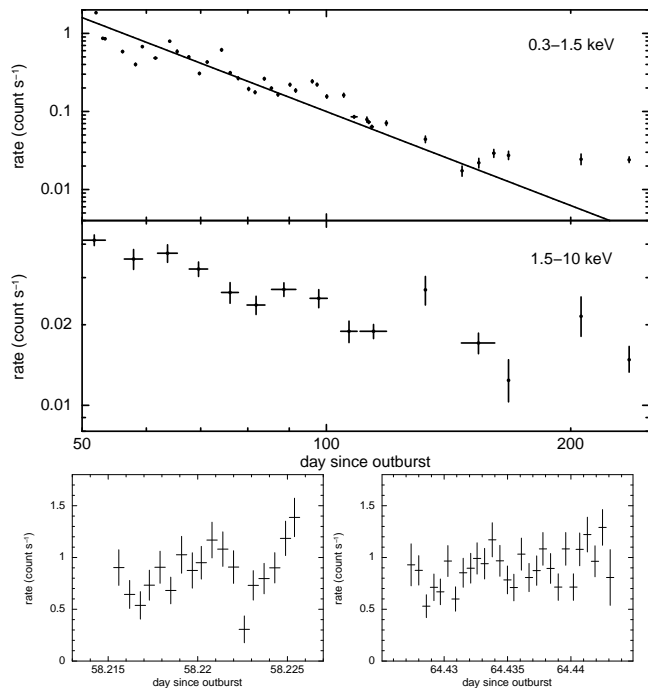 1
0.3–1.5 keV
rate (count s⁻¹)
0.1
0.01
1.5–10 keV
rate (count s⁻¹)
0.02
0.01
50 100 200
day since outburst
1.5
1
0.5
0
rate (count s⁻¹)
58.215 58.22 58.225
day since outburst
1.5
1
0.5
0
rate (count s⁻¹)
64.43 64.435 64.44
day since outburst